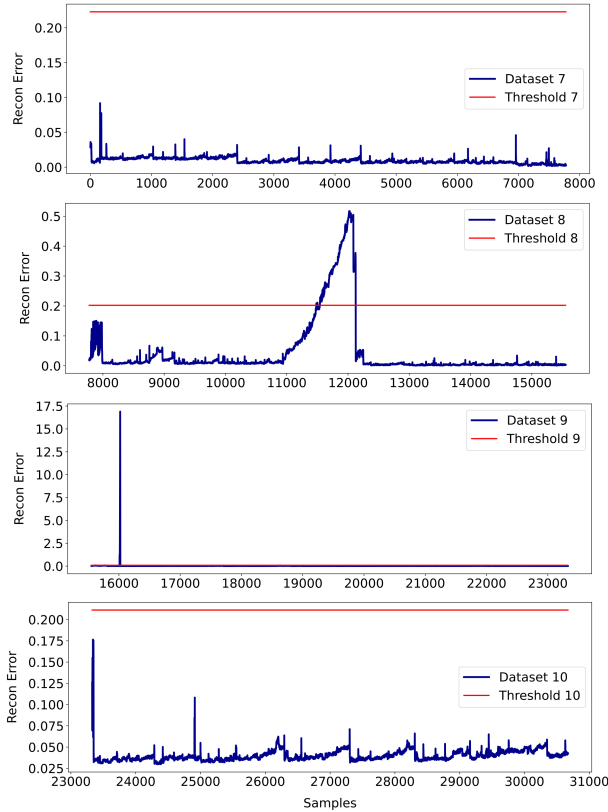 Recon Error
0.20
0.15
0.10
0.05
0.00
Dataset 7
Threshold 7
0 1000 2000 3000 4000 5000 6000 7000 8000
Recon Error
0.5
0.4
0.3
0.2
0.1
0.0
Dataset 8
Threshold 8
8000 9000 10000 11000 12000 13000 14000 15000
Recon Error
17.5
15.0
12.5
10.0
7.5
5.0
2.5
0.0
Dataset 9
Threshold 9
16000 17000 18000 19000 20000 21000 22000 23000
Recon Error
0.200
0.175
0.150
0.125
0.100
0.075
0.050
0.025
Dataset 10
Threshold 10
23000 24000 25000 26000 27000 28000 29000 30000 31000
Samples